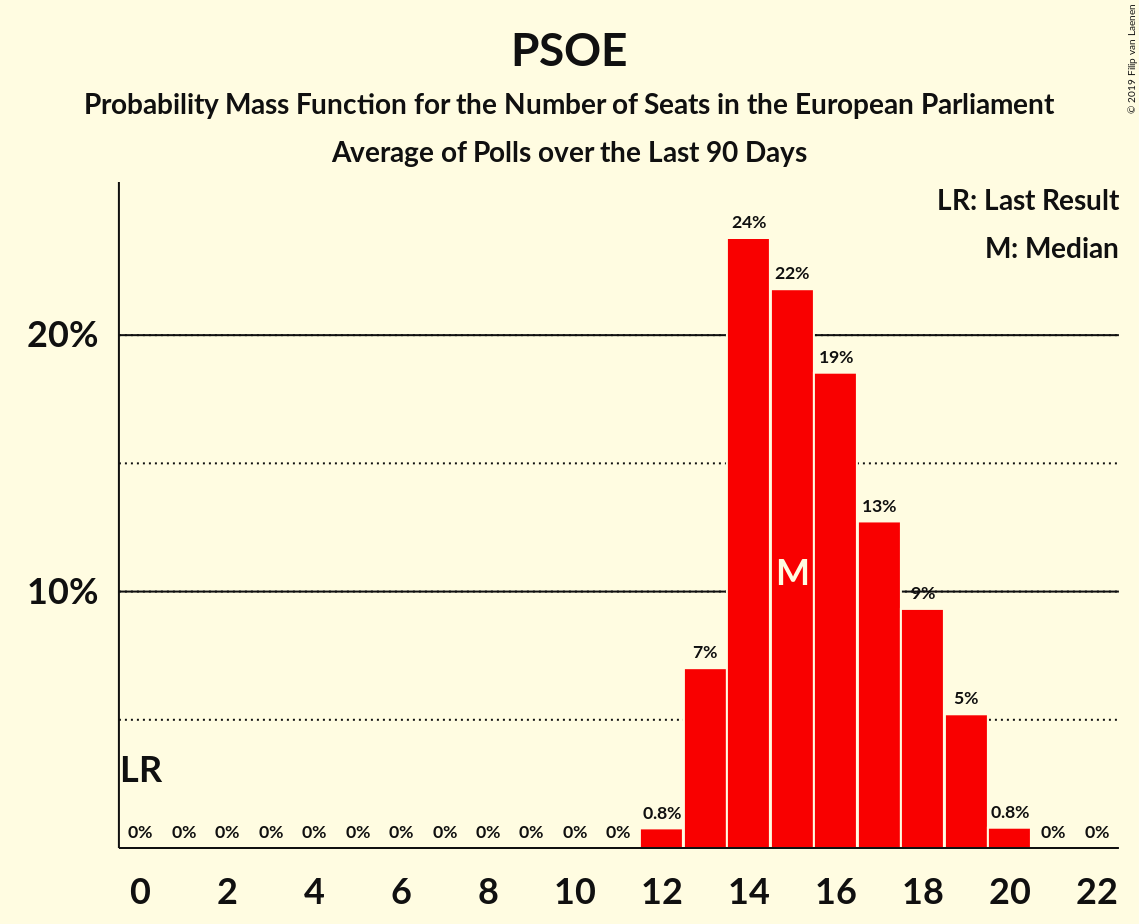 PSOE
Probability Mass Function for the Number of Seats in the European Parliament
Average of Polls over the Last 90 Days
© 2019 Filip van Laenen
LR: Last Result
M: Median
24%
22%
20%
19%
13%
M
10%
9%
7%
5%
LR
0% 0% 0% 0% 0% 0% 0% 0% 0% 0% 0% 0% 0.8% 0.8% 0% 0%
0 2 4 6 8 10 12 14 16 18 20 22